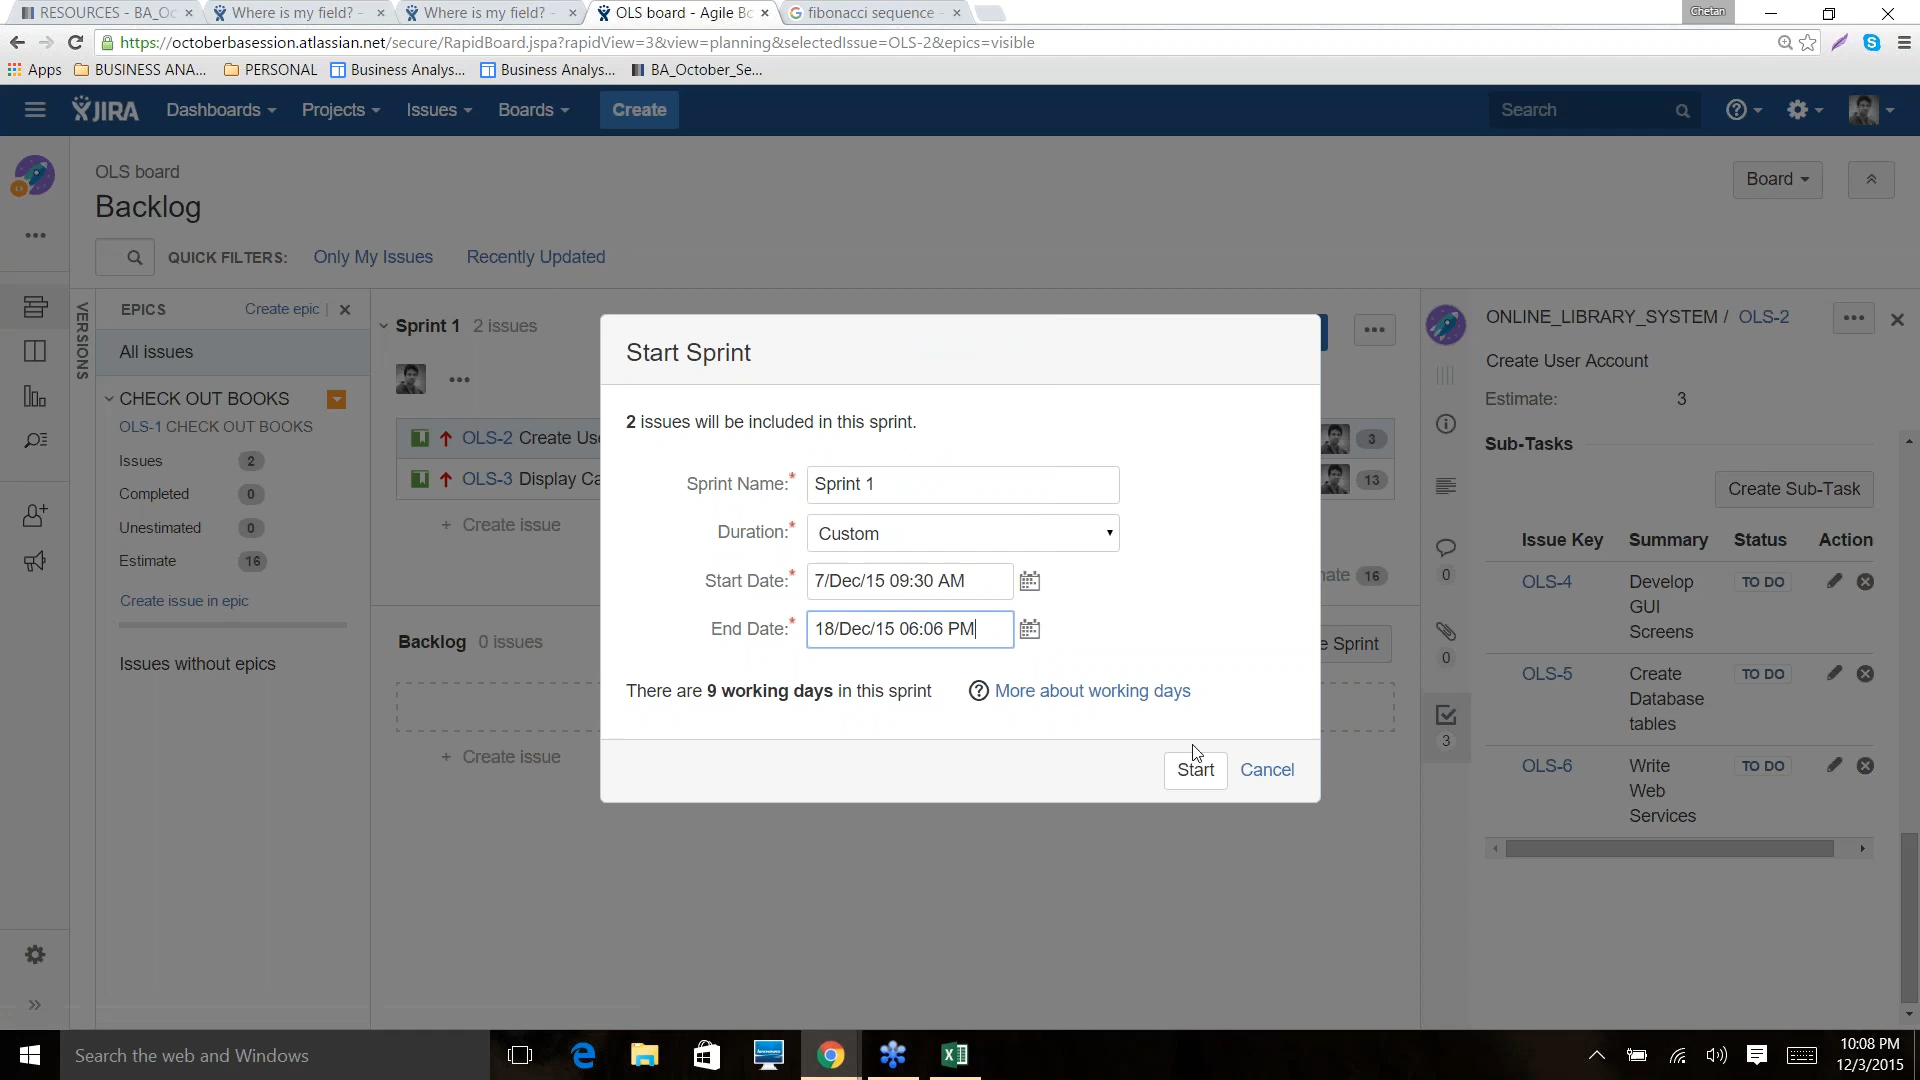 RESOURCES - BA_Oc
Where is my field? -
Where is my field? -
OLS board - Agile Bo
fibonacci sequence -
Chetan
https://octoberbasession.atlassian.net/secure/RapidBoard.jspa?rapidView=3&view=planning&selectedIssue=OLS-2&epics=visible
Apps
BUSINESS ANA...
PERSONAL
Business Analys...
Business Analys...
BA_October_Se...
JIRA
Dashboards
Projects
Issues
Boards
Create
Search
OLS board
Backlog
Board
QUICK FILTERS:
Only My Issues
Recently Updated
VERSIONS
EPICS
Create epic
All issues
CHECK OUT BOOKS
OLS-1 CHECK OUT BOOKS
Issues 2
Completed 0
Unestimated 0
Estimate 16
Create issue in epic
Issues without epics
Sprint 1 2 issues
OLS-2 Create Use
3
OLS-3 Display Ca
13
+ Create issue
mate 16
Backlog 0 issues
e Sprint
+ Create issue
Start Sprint
2 issues will be included in this sprint.
Sprint Name:* Sprint 1
Duration:* Custom
Start Date:* 7/Dec/15 09:30 AM
End Date:* 18/Dec/15 06:06 PM
There are 9 working days in this sprint
More about working days
Start
Cancel
ONLINE_LIBRARY_SYSTEM / OLS-2
Create User Account
Estimate: 3
Sub-Tasks
Create Sub-Task
Issue Key Summary Status Action
OLS-4 Develop GUI Screens TO DO
OLS-5 Create Database tables TO DO
OLS-6 Write Web Services TO DO
0
0
3
Search the web and Windows
10:08 PM
12/3/2015